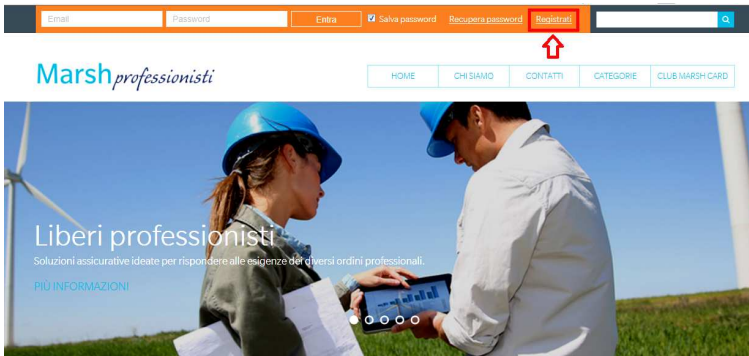 Email Password Entra Salva password Recupera password Registrati
Marsh professionisti
HOME CHI SIAMO CONTATTI CATEGORIE CLUB MARSH CARD
Liberi professionisti
Soluzioni assicurative ideate per rispondere alle esigenze dei diversi ordini professionali.
PIÙ INFORMAZIONI